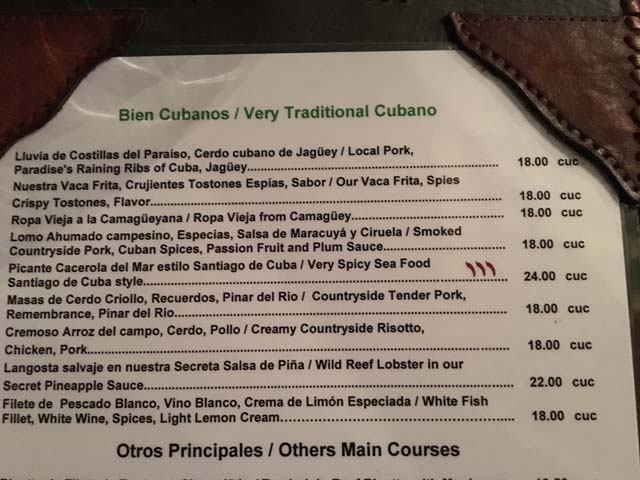 Bien Cubanos / Very Traditional Cubano
Lluvia de Costillas del Paraiso, Cerdo cubano de Jagüey / Local Pork,
Paradise's Raining Ribs of Cuba, Jagüey.......................................................... 18.00 cuc
Nuestra Vaca Frita, Crujientes Tostones Espías, Sabor / Our Vaca Frita, Spies
Crispy Tostones, Flavor.......................................................................... 18.00 cuc
Ropa Vieja a la Camagüeyana / Ropa Vieja from Camagüey................................... 18.00 cuc
Lomo Ahumado campesino, Especias, Salsa de Maracuyá y Ciruela / Smoked
Countryside Pork, Cuban Spices, Passion Fruit and Plum Sauce............................ 18.00 cuc
Picante Cacerola del Mar estilo Santiago de Cuba / Very Spicy Sea Food
Santiago de Cuba style........................................................................... 24.00 cuc
Masas de Cerdo Criollo, Recuerdos, Pinar del Rio / Countryside Tender Pork,
Remembrance, Pinar del Rio.................................................................... 18.00 cuc
Cremoso Arroz del campo, Cerdo, Pollo / Creamy Countryside Risotto,
Chicken, Pork..................................................................................... 18.00 cuc
Langosta salvaje en nuestra Secreta Salsa de Piña / Wild Reef Lobster in our
Secret Pineapple Sauce.......................................................................... 22.00 cuc
Filete de Pescado Blanco, Vino Blanco, Crema de Limón Especiada / White Fish
Fillet, White Wine, Spices, Light Lemon Cream................................................ 18.00 cuc
Otros Principales / Others Main Courses